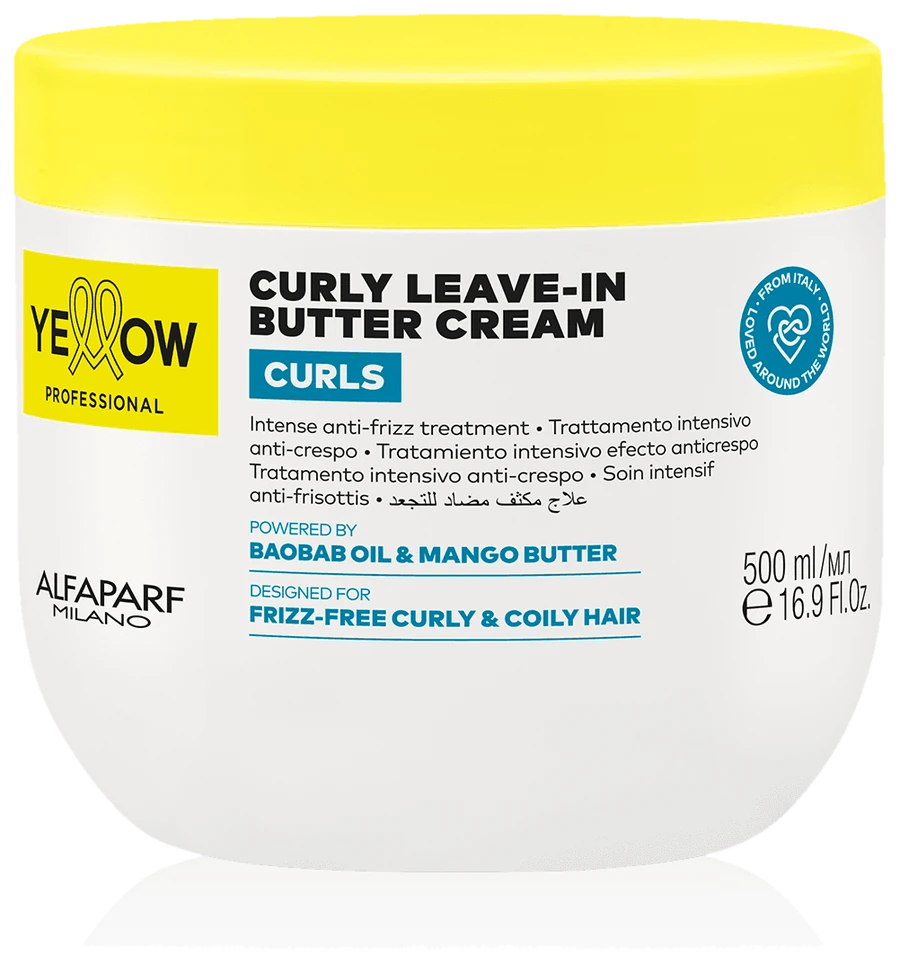 YELLOW
PROFESSIONAL
ALFAPARF
MILANO
CURLY LEAVE-IN
BUTTER CREAM
CURLS
Intense anti-frizz treatment • Trattamento intensivo
anti-crespo • Tratamiento intensivo efecto anticrespo
Tratamento intensivo anti-crespo • Soin intensif
anti-frisottis • علاج مكثف مضاد للتجعد
POWERED BY
BAOBAB OIL & MANGO BUTTER
DESIGNED FOR
FRIZZ-FREE CURLY & COILY HAIR
• FROM ITALY •
LOVED AROUND THE WORLD
500 ml/мл
℮ 16.9 Fl.Oz.